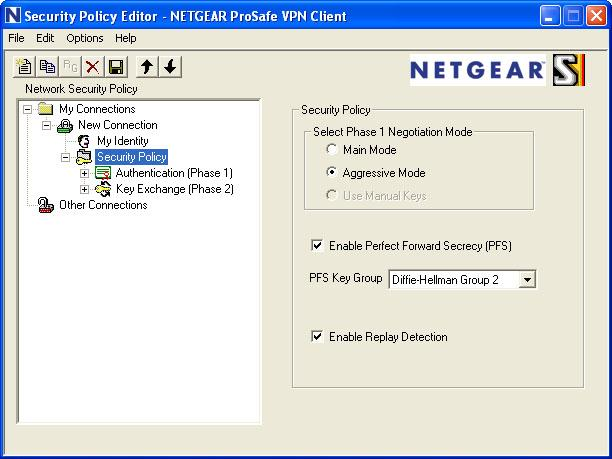 Security Policy Editor - NETGEAR ProSafe VPN Client
File Edit Options Help
RG
NETGEAR S
Network Security Policy
My Connections
New Connection
My Identity
Security Policy
Authentication (Phase 1)
Key Exchange (Phase 2)
Other Connections
Security Policy
Select Phase 1 Negotiation Mode
Main Mode
Aggressive Mode
Use Manual Keys
Enable Perfect Forward Secrecy (PFS)
PFS Key Group Diffie-Hellman Group 2
Enable Replay Detection